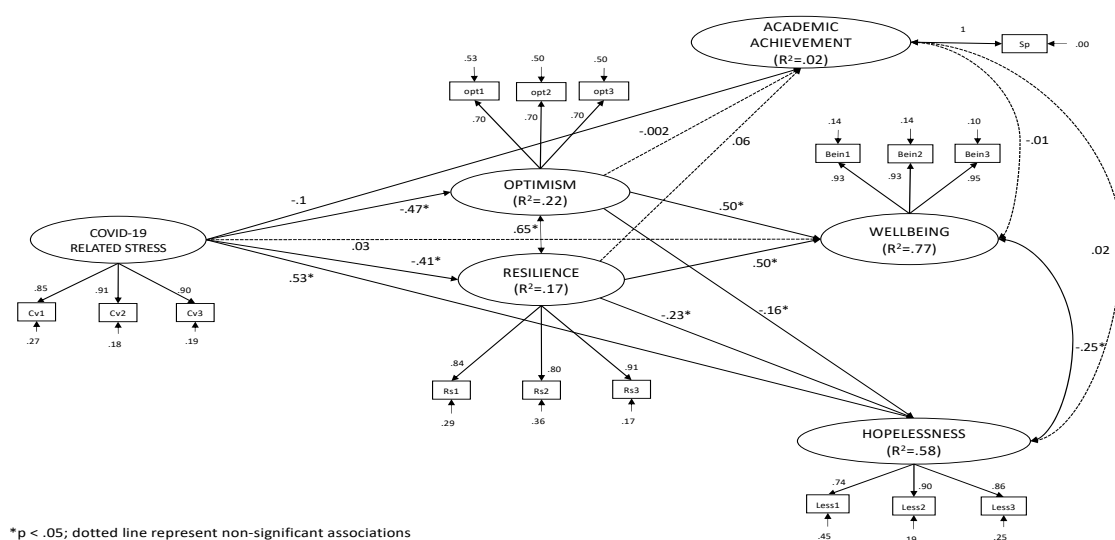 ACADEMIC
ACHIEVEMENT
(R²=.02)
1
Sp
.00
.53
.50
.50
opt1
opt2
opt3
.70
.70
.70
-.002
.06
.14
.14
.10
Bein1
Bein2
Bein3
.93
.93
.95
-.01
OPTIMISM
(R²=.22)
-.1
-.47*
.50*
COVID-19
RELATED STRESS
.65*
.03
WELLBEING
(R²=.77)
.02
-.41*
RESILIENCE
(R²=.17)
.50*
.53*
.85
.91
.90
Cv1
Cv2
Cv3
.27
.18
.19
-.16*
-.23*
-.25*
.84
.80
.91
Rs1
Rs2
Rs3
.29
.36
.17
HOPELESSNESS
(R²=.58)
.74
.90
.86
Less1
Less2
Less3
.45
.19
.25
*p < .05; dotted line represent non-significant associations